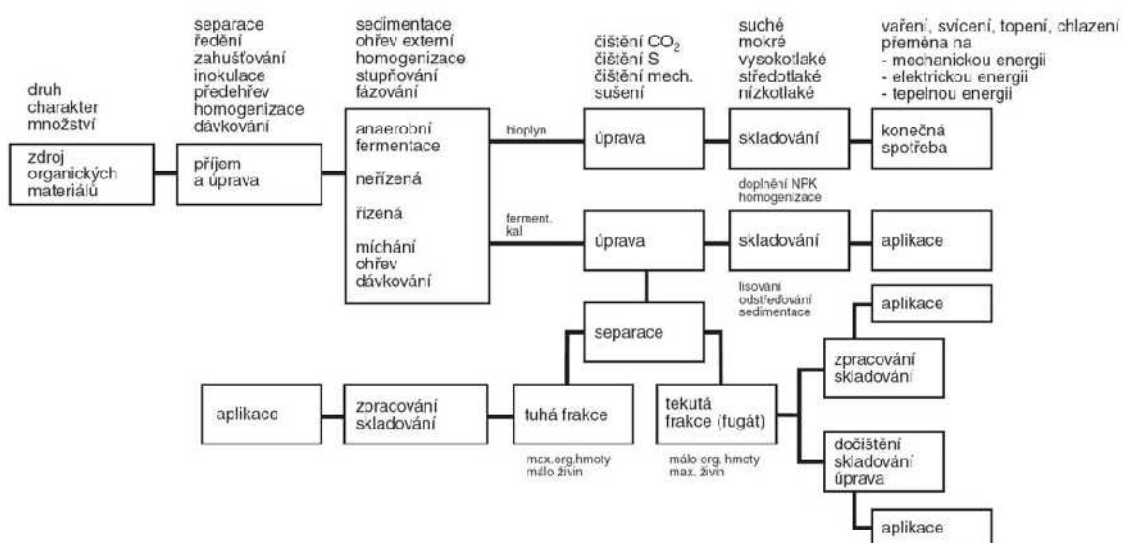 druh
charakter
množství
zdroj
organických
materiálů
separace
ředění
zahušťování
inokulace
předehřev
homogenizace
dávkování
příjem
a úprava
sedimentace
ohřev externí
homogenizace
stupňování
fázování
anaerobní
fermentace
neřízená
řízená
míchání
ohřev
dávkování
bioplyn
čištění CO₂
čištění S
čištění mech.
sušení
úprava
suché
mokré
vysokotlaké
středotlaké
nízkotlaké
skladování
vaření, svícení, topení, chlazení
přeměna na
- mechanickou energii
- elektrickou energii
- tepelnou energii
konečná
spotřeba
ferment.
kal
úprava
doplnění NPK
homogenizace
skladování
aplikace
lisování
odstřeďování
sedimentace
separace
aplikace
zpracování
skladování
tuhá frakce
max.org.hmoty
málo živin
tekutá
frakce (fugát)
málo org. hmoty
max. živin
aplikace
zpracování
skladování
dočištění
skladování
úprava
aplikace